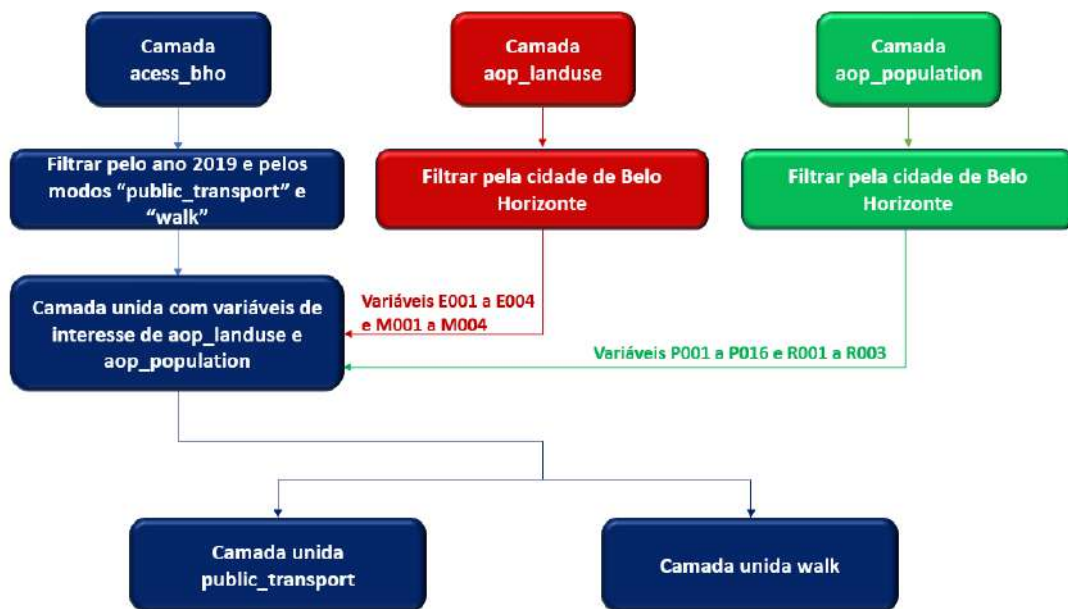 Camada
acess_bho
Camada
aop_landuse
Camada
aop_population
Filtrar pelo ano 2019 e pelos
modos “public_transport” e
“walk”
Filtrar pela cidade de Belo
Horizonte
Filtrar pela cidade de Belo
Horizonte
Camada unida com variáveis de
interesse de aop_landuse e
aop_population
Variáveis E001 a E004
e M001 a M004
Variáveis P001 a P016 e R001 a R003
Camada unida
public_transport
Camada unida walk